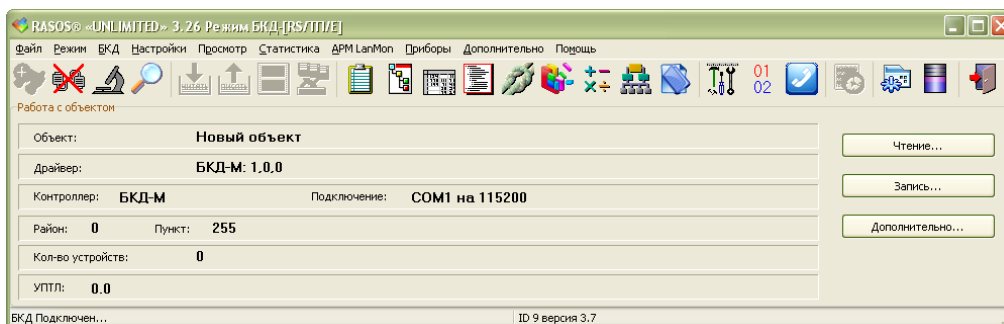 RASOS® «UNLIMITED» 3.26 Режим БКД-[RS/ТП/Е]
Файл Режим БКД Настройки Просмотр Статистика АРМ LanMon Приборы Дополнительно Помощь
читать писать 01
02
Работа с объектом
Объект: Новый объект
Чтение...
Драйвер: БКД-М: 1,0,0
Запись...
Контроллер: БКД-М Подключение: COM1 на 115200
Район: 0 Пункт: 255
Дополнительно...
Кол-во устройств: 0
УПТЛ: 0.0
БКД Подключен... ID 9 версия 3.7